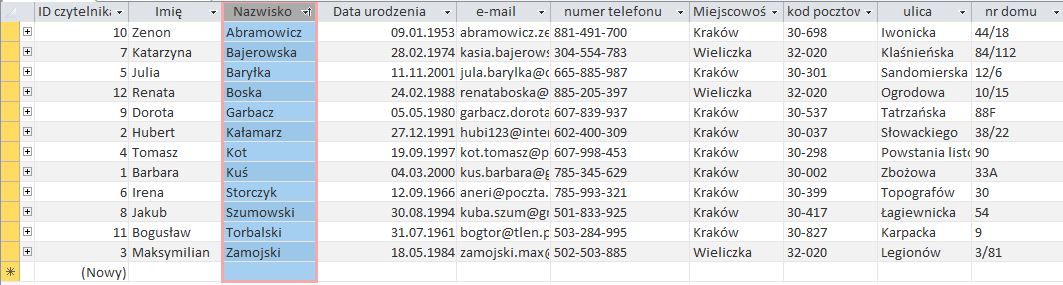 ID czytelnika Imię Nazwisko Data urodzenia e-mail numer telefonu Miejscowoś kod pocztow ulica nr domu
10 Zenon Abramowicz 09.01.1953 abramowicz.ze 881-491-700 Kraków 30-698 Iwonicka 44/18
7 Katarzyna Bajerowska 28.02.1974 kasia.bajerows 304-554-783 Wieliczka 32-020 Klaśnieńska 84/112
5 Julia Baryłka 11.11.2001 jula.barylka@c 665-885-987 Kraków 30-301 Sandomierska 12/6
12 Renata Boska 24.02.1988 renataboska@ 885-205-397 Wieliczka 32-020 Ogrodowa 10/15
9 Dorota Garbacz 05.05.1980 garbacz.dorota 607-839-937 Kraków 30-537 Tatrzańska 88F
2 Hubert Kałamarz 27.12.1991 hubi123@inter 602-400-309 Kraków 30-037 Słowackiego 38/22
4 Tomasz Kot 19.09.1997 kot.tomasz@p 607-998-453 Kraków 30-298 Powstania listo 90
1 Barbara Kuś 04.03.2000 kus.barbara@g 785-345-629 Kraków 30-002 Zbożowa 33A
6 Irena Storczyk 12.09.1966 aneri@poczta. 785-993-321 Kraków 30-399 Topografów 30
8 Jakub Szumowski 30.08.1994 kuba.szum@gr 501-833-925 Kraków 30-417 Łagiewnicka 54
11 Bogusław Torbalski 31.07.1961 bogtor@tlen.p 503-284-995 Kraków 30-827 Karpacka 9
3 Maksymilian Zamojski 18.05.1984 zamojski.max@ 502-503-885 Wieliczka 32-020 Legionów 3/81
(Nowy)